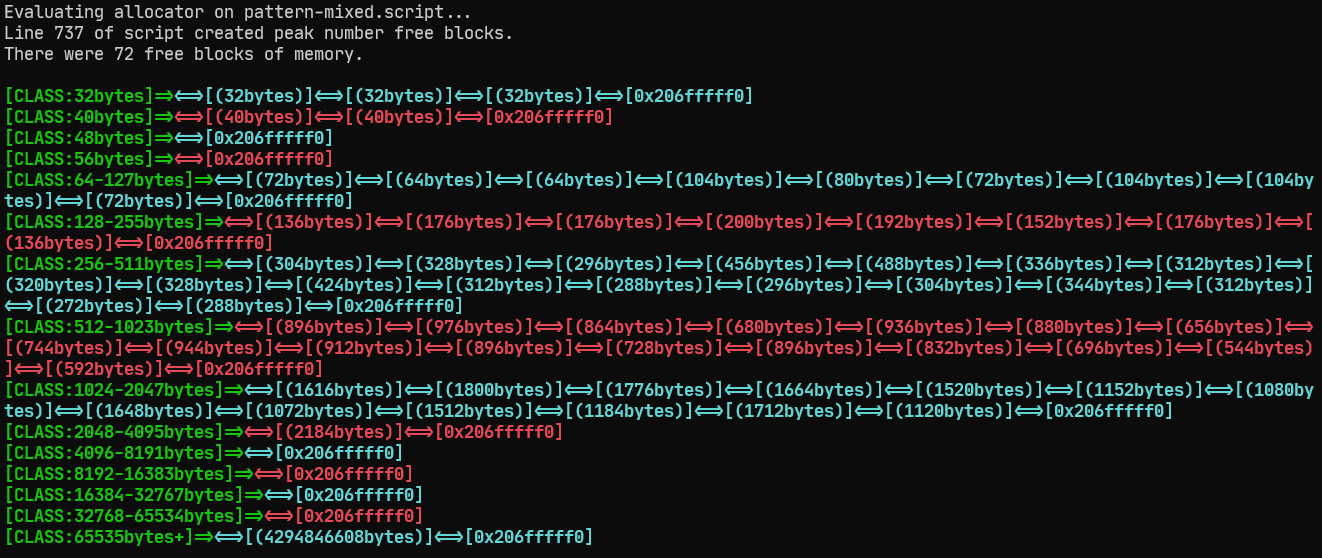 Evaluating allocator on pattern-mixed.script...
Line 737 of script created peak number free blocks.
There were 72 free blocks of memory.
[CLASS:32bytes]⇒⟺[(32bytes)]⟺[(32bytes)]⟺[(32bytes)]⟺[0x206fffff0]
[CLASS:40bytes]⇒⟺[(40bytes)]⟺[(40bytes)]⟺[0x206fffff0]
[CLASS:48bytes]⇒⟺[0x206fffff0]
[CLASS:56bytes]⇒⟺[0x206fffff0]
[CLASS:64-127bytes]⇒⟺[(72bytes)]⟺[(64bytes)]⟺[(64bytes)]⟺[(104bytes)]⟺[(80bytes)]⟺[(72bytes)]⟺[(104bytes)]⟺[(104by
tes)]⟺[(72bytes)]⟺[0x206fffff0]
[CLASS:128-255bytes]⇒⟺[(136bytes)]⟺[(176bytes)]⟺[(176bytes)]⟺[(200bytes)]⟺[(192bytes)]⟺[(152bytes)]⟺[(176bytes)]⟺[
(136bytes)]⟺[0x206fffff0]
[CLASS:256-511bytes]⇒⟺[(304bytes)]⟺[(328bytes)]⟺[(296bytes)]⟺[(456bytes)]⟺[(488bytes)]⟺[(336bytes)]⟺[(312bytes)]⟺[
(320bytes)]⟺[(328bytes)]⟺[(424bytes)]⟺[(312bytes)]⟺[(288bytes)]⟺[(296bytes)]⟺[(304bytes)]⟺[(344bytes)]⟺[(312bytes)]
⟺[(272bytes)]⟺[(288bytes)]⟺[0x206fffff0]
[CLASS:512-1023bytes]⇒⟺[(896bytes)]⟺[(976bytes)]⟺[(864bytes)]⟺[(680bytes)]⟺[(936bytes)]⟺[(880bytes)]⟺[(656bytes)]⟺
[(744bytes)]⟺[(944bytes)]⟺[(912bytes)]⟺[(896bytes)]⟺[(728bytes)]⟺[(896bytes)]⟺[(832bytes)]⟺[(696bytes)]⟺[(544bytes)
]⟺[(592bytes)]⟺[0x206fffff0]
[CLASS:1024-2047bytes]⇒⟺[(1616bytes)]⟺[(1800bytes)]⟺[(1776bytes)]⟺[(1664bytes)]⟺[(1520bytes)]⟺[(1152bytes)]⟺[(1080by
tes)]⟺[(1648bytes)]⟺[(1072bytes)]⟺[(1512bytes)]⟺[(1184bytes)]⟺[(1712bytes)]⟺[(1120bytes)]⟺[0x206fffff0]
[CLASS:2048-4095bytes]⇒⟺[(2184bytes)]⟺[0x206fffff0]
[CLASS:4096-8191bytes]⇒⟺[0x206fffff0]
[CLASS:8192-16383bytes]⇒⟺[0x206fffff0]
[CLASS:16384-32767bytes]⇒⟺[0x206fffff0]
[CLASS:32768-65534bytes]⇒⟺[0x206fffff0]
[CLASS:65535bytes+]⇒⟺[(4294846608bytes)]⟺[0x206fffff0]